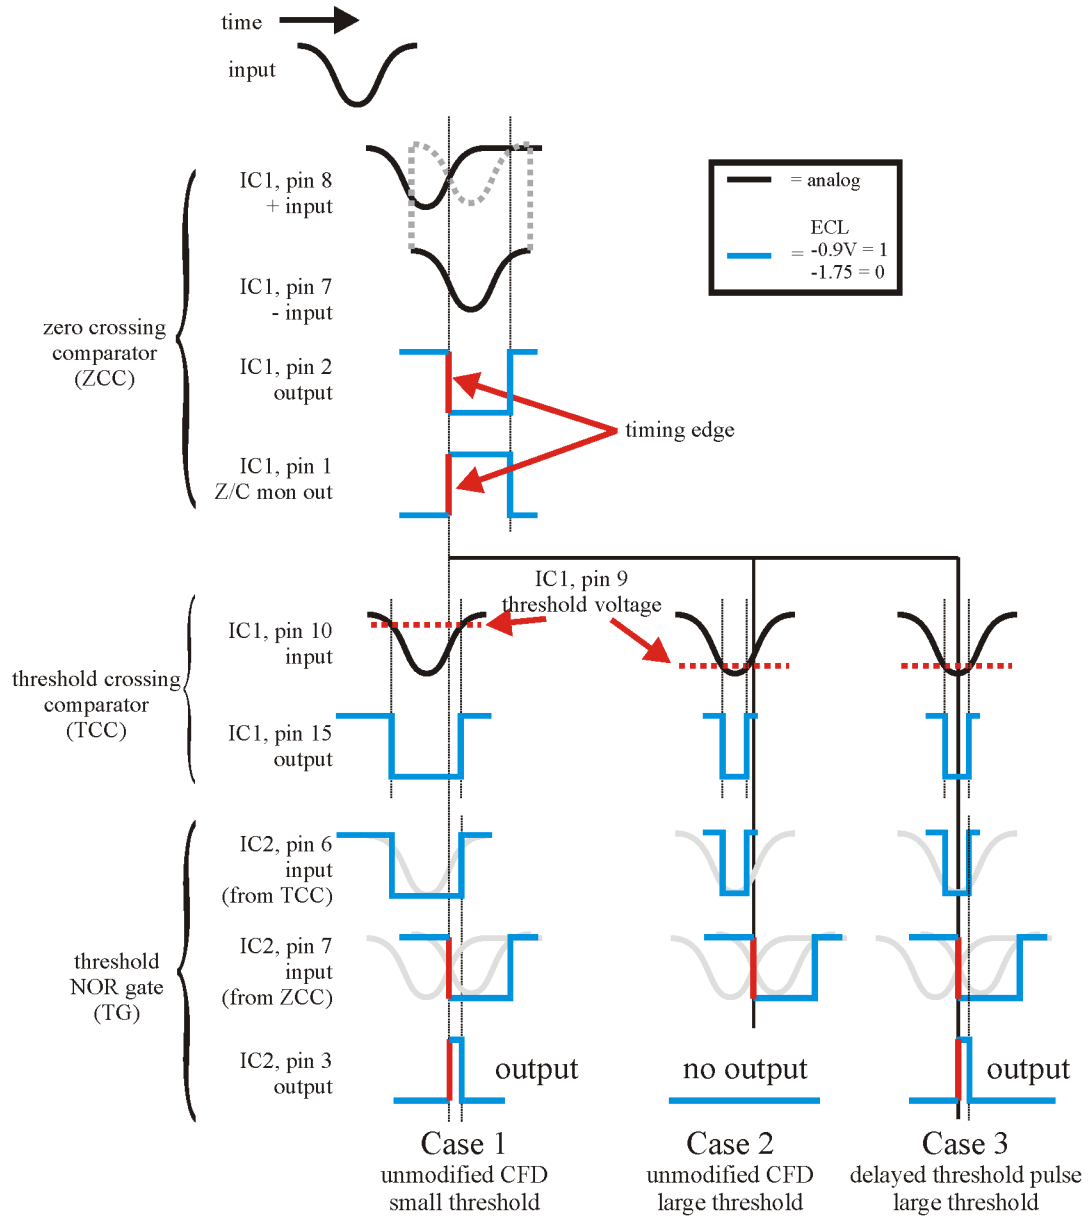 time
input
IC1, pin 8
+ input
= analog
ECL
= -0.9V = 1
-1.75 = 0
IC1, pin 7
- input
zero crossing
comparator
(ZCC)
IC1, pin 2
output
timing edge
IC1, pin 1
Z/C mon out
IC1, pin 9
threshold voltage
IC1, pin 10
input
threshold crossing
comparator
(TCC)
IC1, pin 15
output
IC2, pin 6
input
(from TCC)
threshold
NOR gate
(TG)
IC2, pin 7
input
(from ZCC)
IC2, pin 3
output
output
no output
output
Case 1
unmodified CFD
small threshold
Case 2
unmodified CFD
large threshold
Case 3
delayed threshold pulse
large threshold